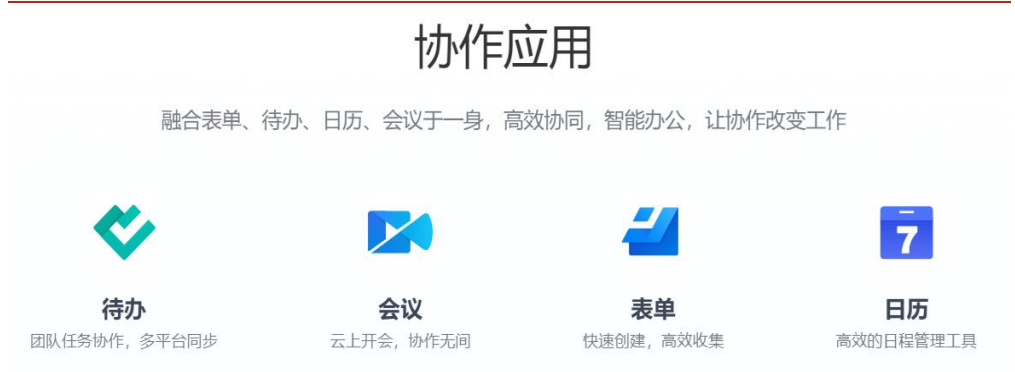 协作应用
融合表单、待办、日历、会议于一身，高效协同，智能办公，让协作改变工作
7
待办
会议
表单
日历
团队任务协作，多平台同步
云上开会，协作无间
快速创建，高效收集
高效的日程管理工具